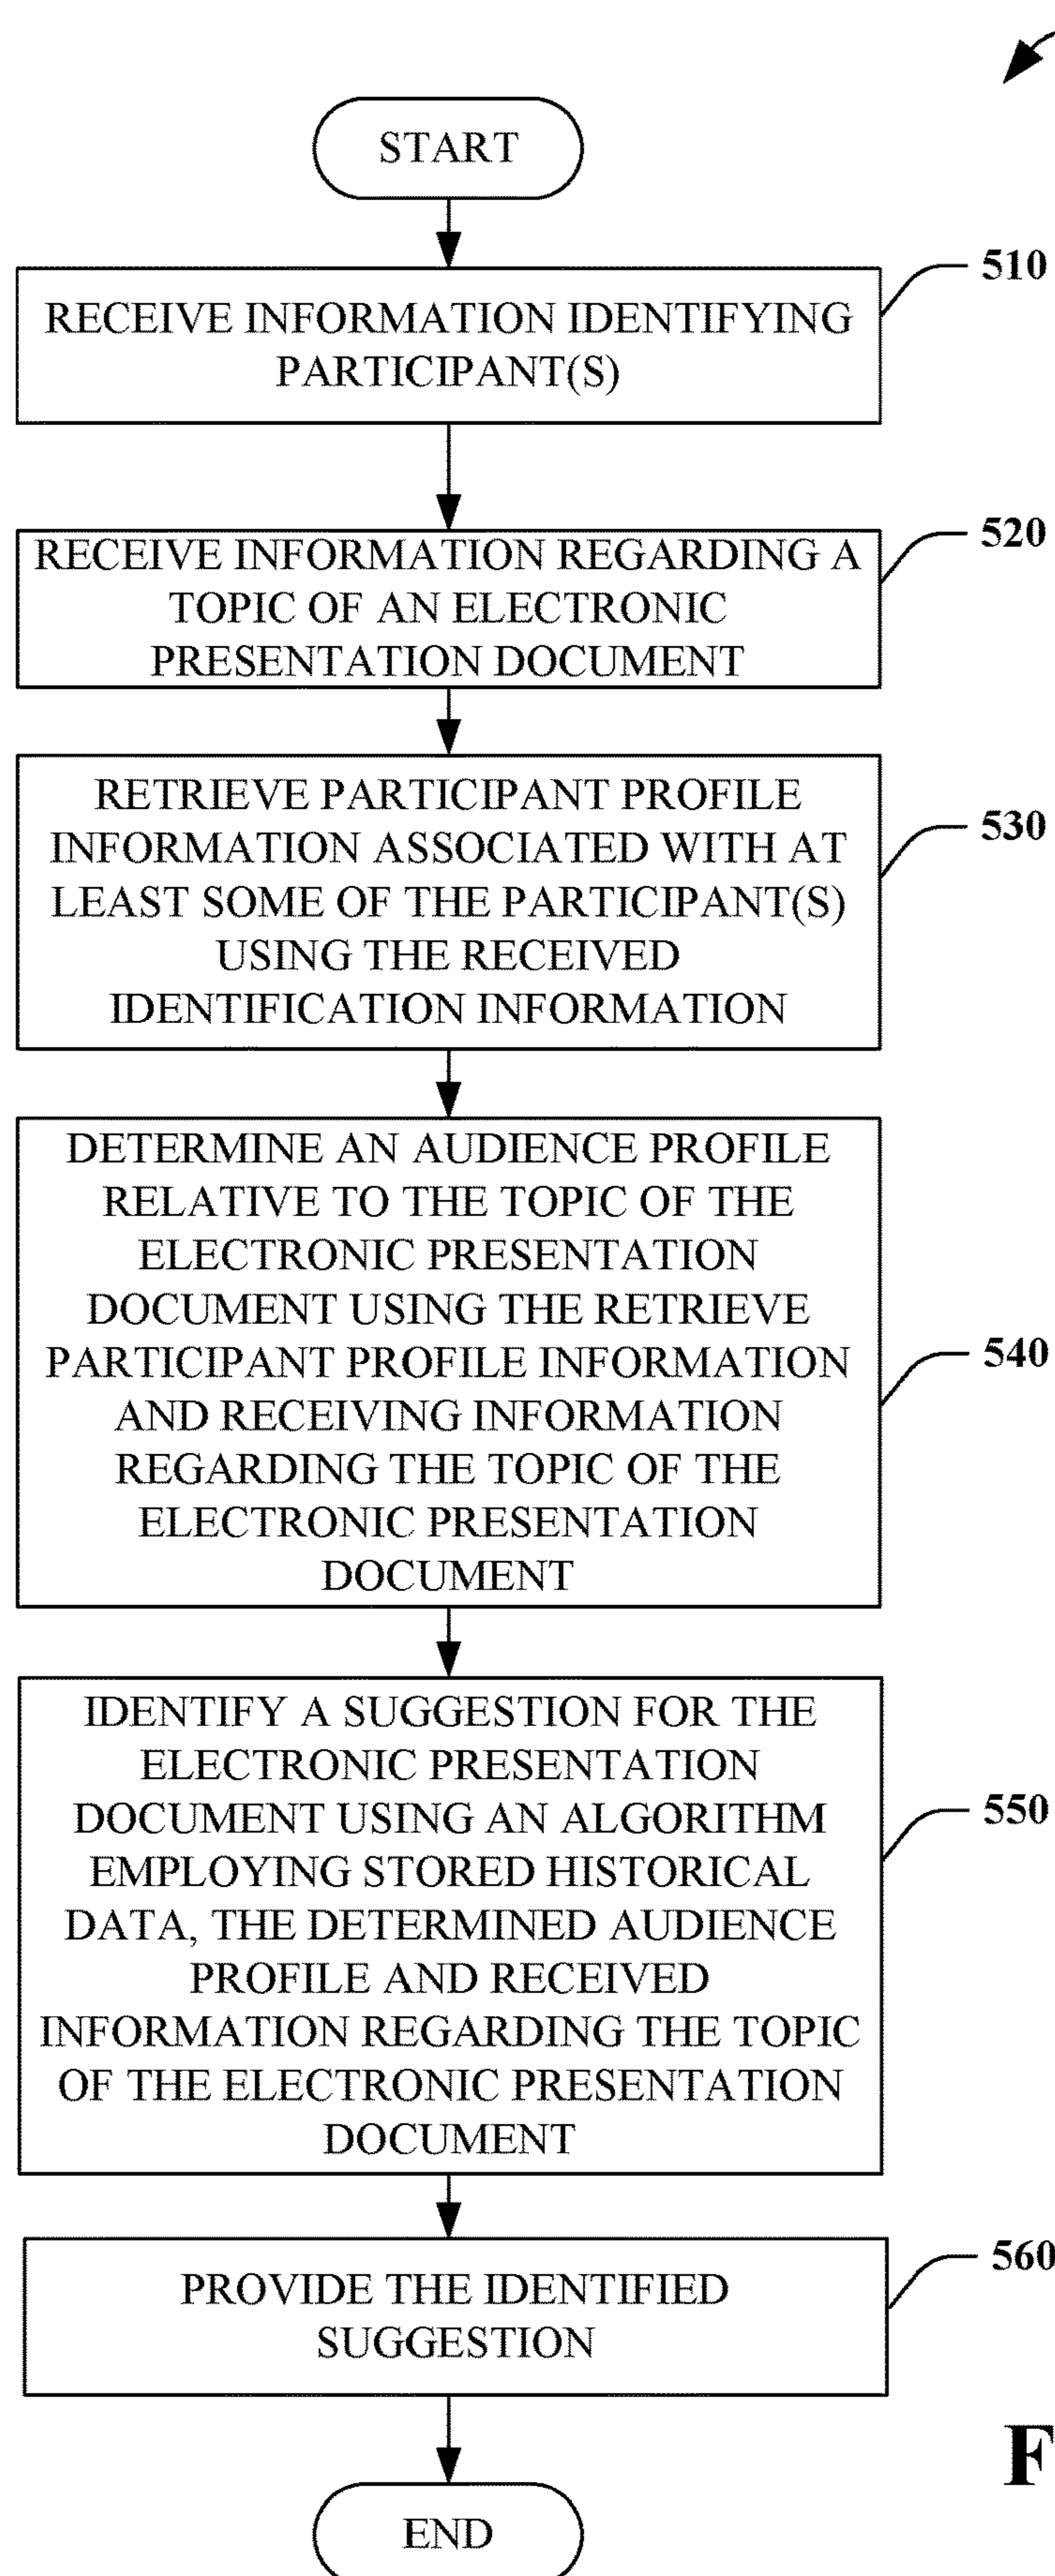 START
RECEIVE INFORMATION IDENTIFYING
PARTICIPANT(S)
510
RECEIVE INFORMATION REGARDING A
TOPIC OF AN ELECTRONIC
PRESENTATION DOCUMENT
520
RETRIEVE PARTICIPANT PROFILE
INFORMATION ASSOCIATED WITH AT
LEAST SOME OF THE PARTICIPANT(S)
USING THE RECEIVED
IDENTIFICATION INFORMATION
530
DETERMINE AN AUDIENCE PROFILE
RELATIVE TO THE TOPIC OF THE
ELECTRONIC PRESENTATION
DOCUMENT USING THE RETRIEVE
PARTICIPANT PROFILE INFORMATION
AND RECEIVING INFORMATION
REGARDING THE TOPIC OF THE
ELECTRONIC PRESENTATION
DOCUMENT
540
IDENTIFY A SUGGESTION FOR THE
ELECTRONIC PRESENTATION
DOCUMENT USING AN ALGORITHM
EMPLOYING STORED HISTORICAL
DATA, THE DETERMINED AUDIENCE
PROFILE AND RECEIVED
INFORMATION REGARDING THE TOPIC
OF THE ELECTRONIC PRESENTATION
DOCUMENT
550
PROVIDE THE IDENTIFIED
SUGGESTION
560
F
END